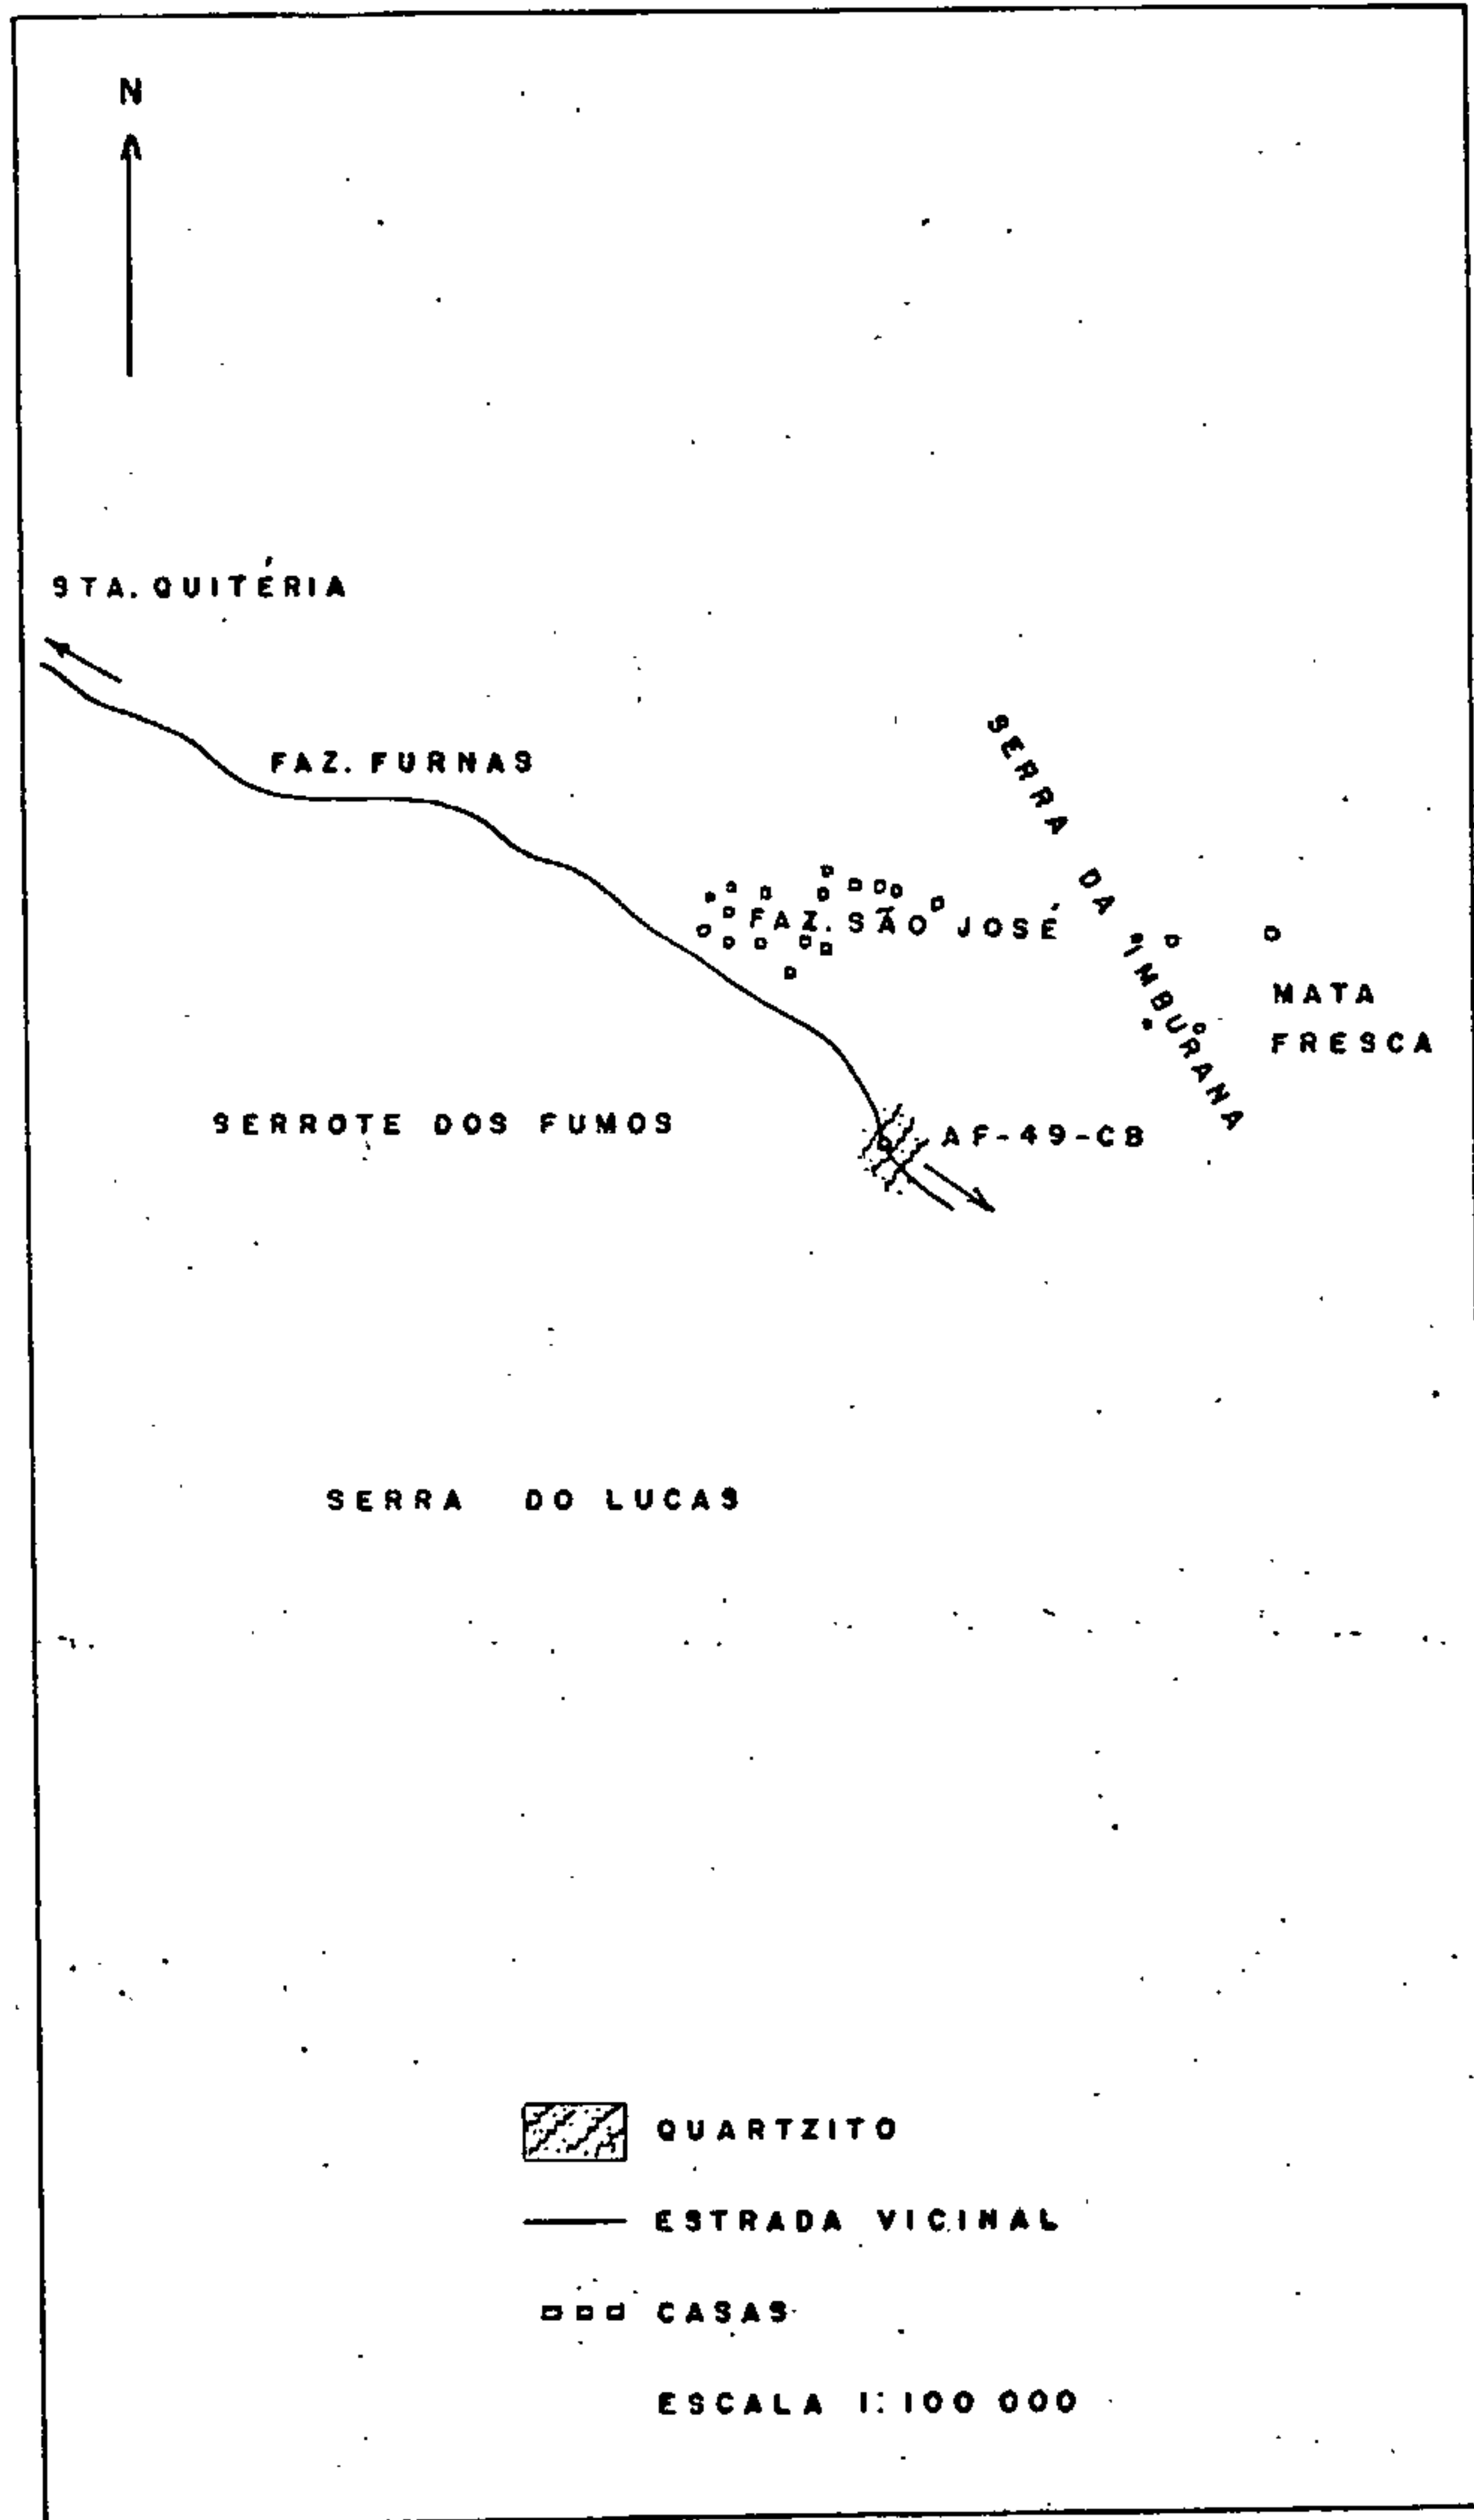 N
STA. QUITÉRIA
FAZ. FURNAS
SERRA DA IMBURANA
FAZ. SÃO JOSÉ
MATA
FRESCA
SERROTE DOS FUMOS
AF-49-CB
SERRA DO LUCAS
QUARTZITO
ESTRADA VICINAL
CASAS
ESCALA 1:100 000